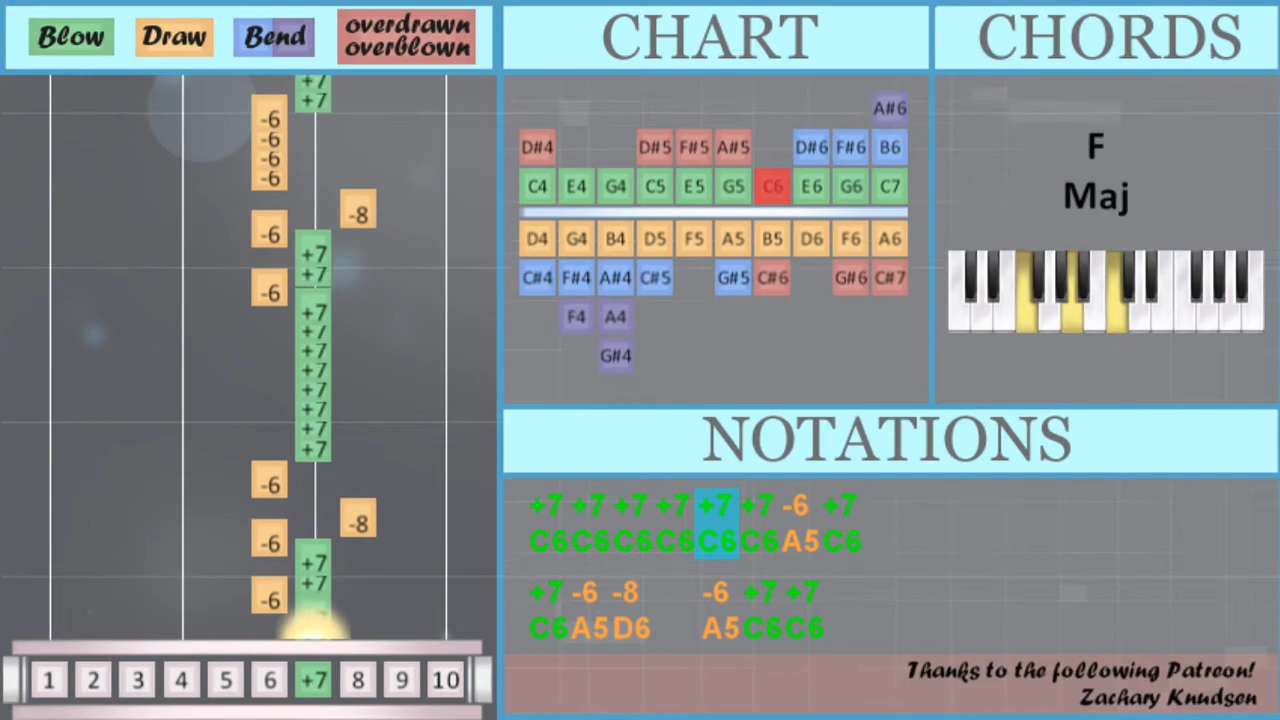 Blow Draw Bend overdrawn
overblown
CHART
CHORDS
+7
+7
-6
-6
-6
-6
-8
-6
+7
+7
-6
+7
+7
+7
+7
+7
+7
+7
+7
-6
-8
-6
+7
+7
-6
1 2 3 4 5 6 +7 8 9 10
A#6
D#4 D#5 F#5 A#5 D#6 F#6 B6
C4 E4 G4 C5 E5 G5 C6 E6 G6 C7
D4 G4 B4 D5 F5 A5 B5 D6 F6 A6
C#4 F#4 A#4 C#5 G#5 C#6 G#6 C#7
F4 A4
G#4
F
Maj
NOTATIONS
+7 +7 +7 +7 +7 +7 -6 +7
C6 C6 C6 C6 C6 C6 A5 C6
+7 -6 -8 -6 +7 +7
C6 A5 D6 A5 C6 C6
Thanks to the following Patreon!
Zachary Knudsen